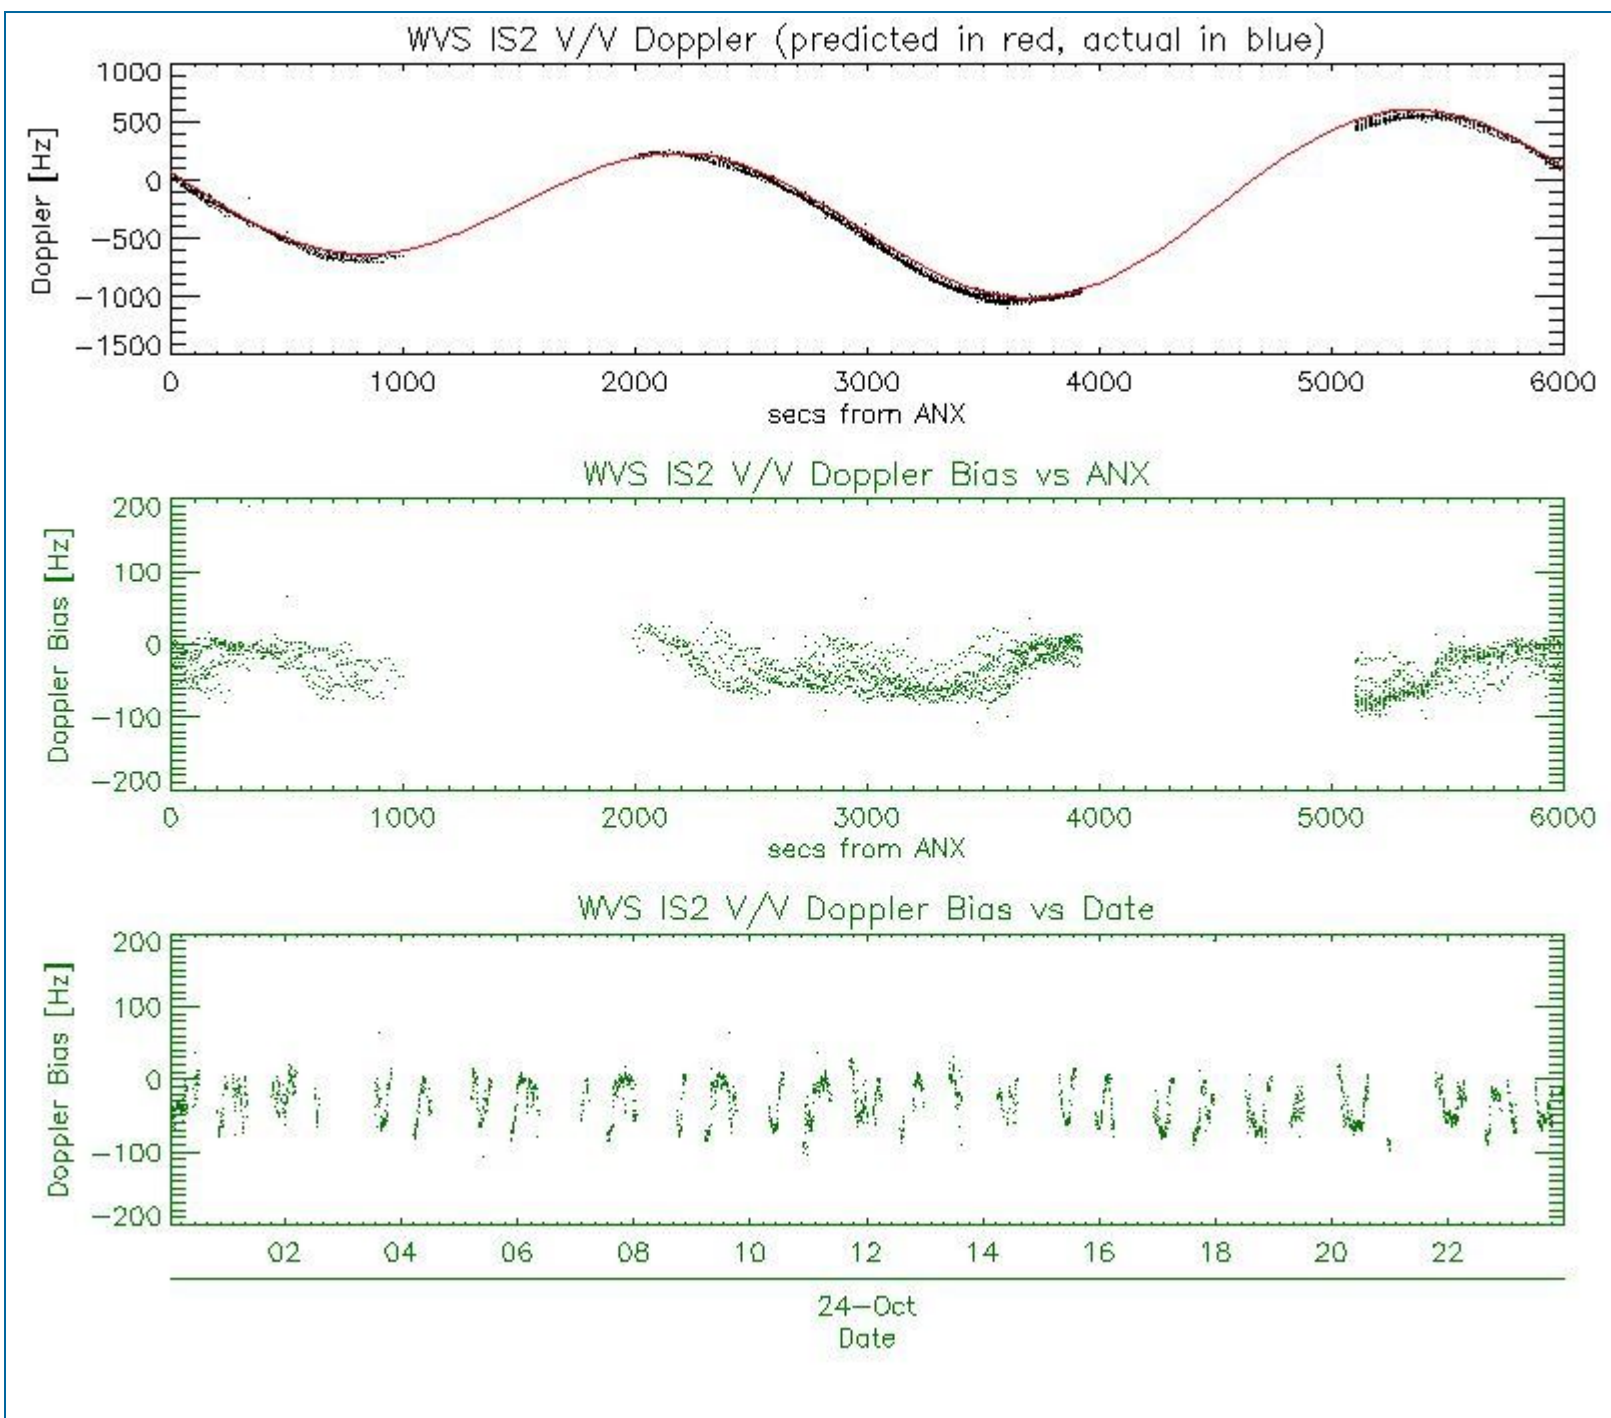 WVS IS2 V/V Doppler (predicted in red, actual in blue)
1000
500
0
−500
−1000
−1500
Doppler [Hz]
0 1000 2000 3000 4000 5000 6000
secs from ANX
WVS IS2 V/V Doppler Bias vs ANX
200
100
0
−100
−200
Doppler Bias [Hz]
0 1000 2000 3000 4000 5000 6000
secs from ANX
WVS IS2 V/V Doppler Bias vs Date
200
100
0
−100
−200
Doppler Bias [Hz]
02 04 06 08 10 12 14 16 18 20 22
24−Oct
Date